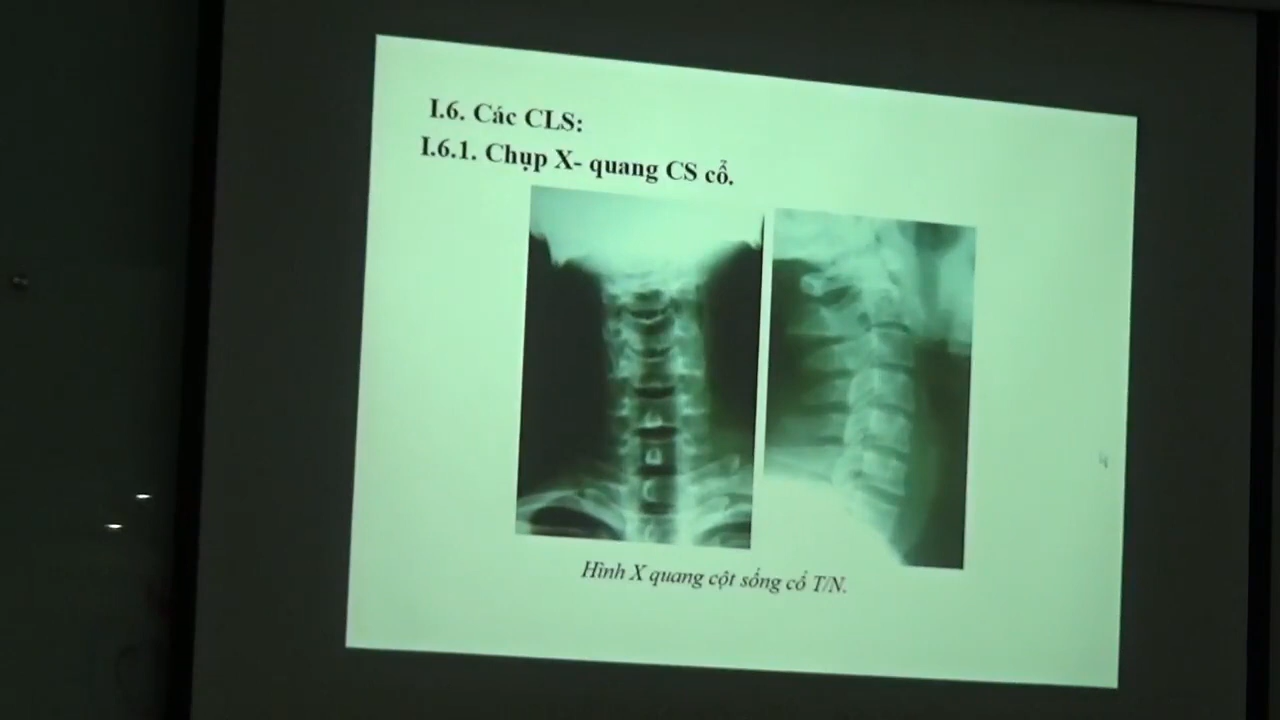 I.6. Các CLS:
I.6.1. Chụp X- quang CS cổ.
Hình X quang cột sống cổ T/N.